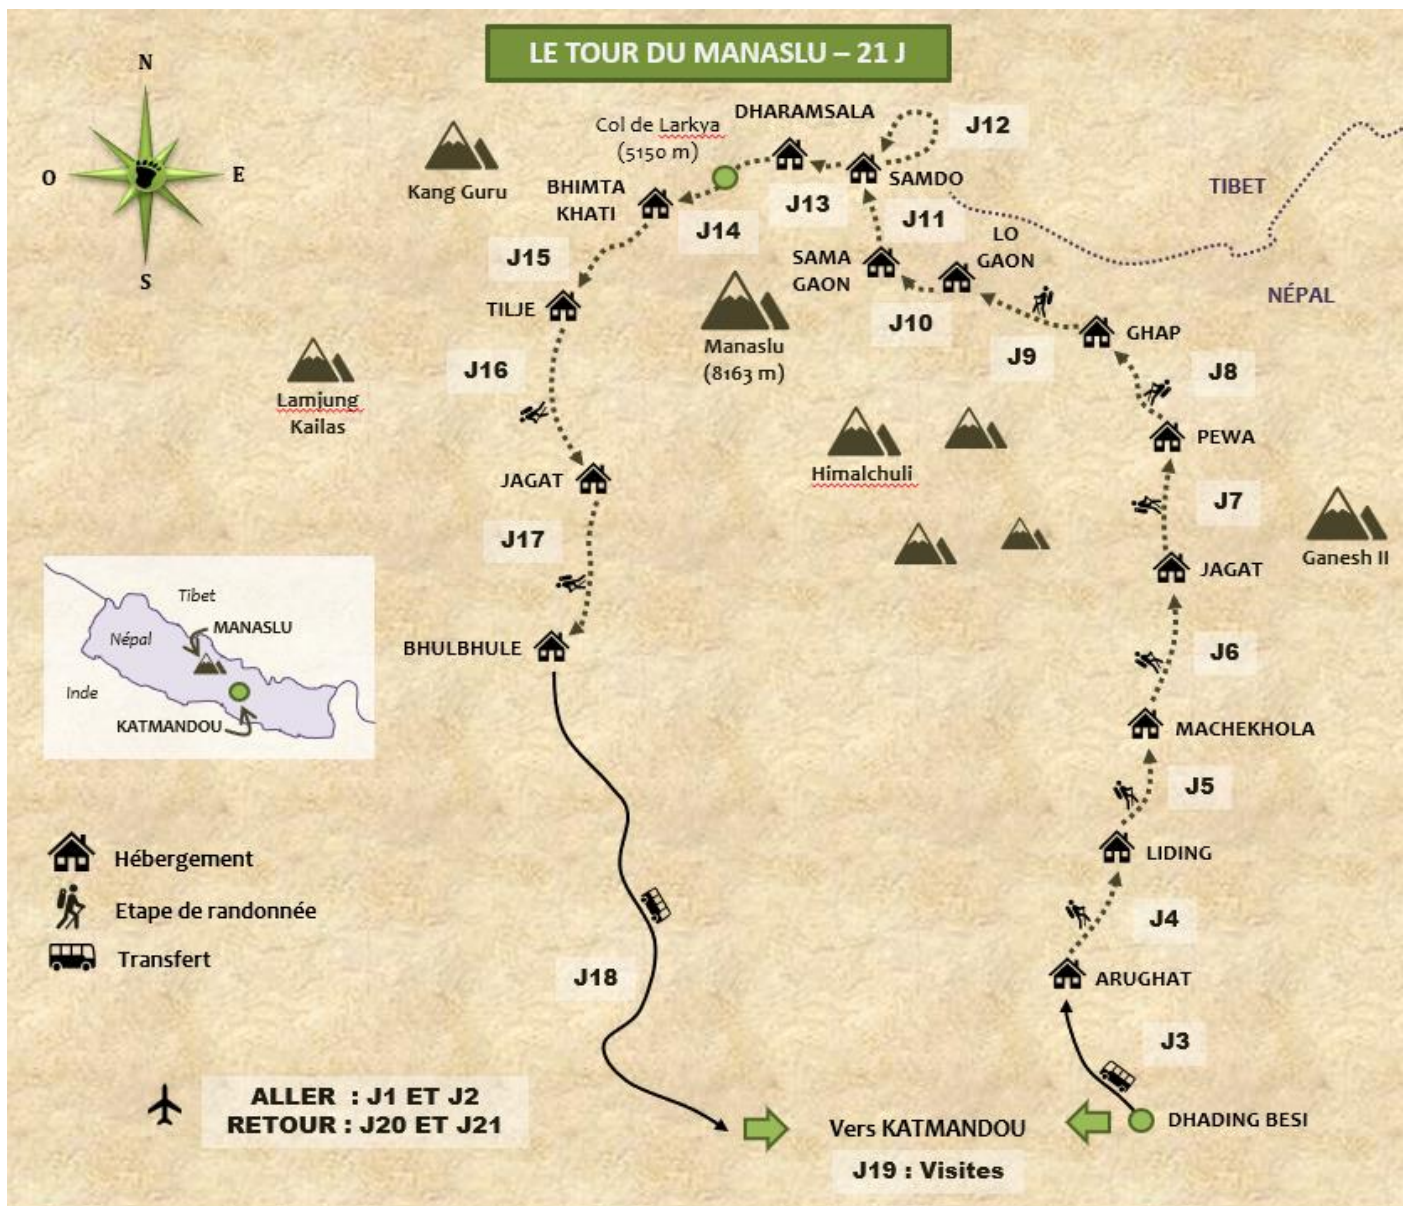 LE TOUR DU MANASLU – 21 J
N
O
E
S
Kang Guru
Col de Larkya
(5150 m)
DHARAMSALA
J12
SAMDO
TIBET
BHIMTA
KHATI
J13
J14
J11
LO
GAON
SAMA
GAON
J15
NÉPAL
TILJE
J10
GHAP
Manaslu
(8163 m)
J9
J16
J8
Lamjung
Kailas
PEWA
Himalchuli
JAGAT
J7
J17
Ganesh II
JAGAT
Tibet
MANASLU
Népal
Inde
KATMANDOU
BHULBHULE
J6
MACHEKHOLA
J5
LIDING
Hébergement
Etape de randonnée
Transfert
J4
J18
ARUGHAT
J3
ALLER : J1 ET J2
RETOUR : J20 ET J21
Vers KATMANDOU
DHADING BESI
J19 : Visites